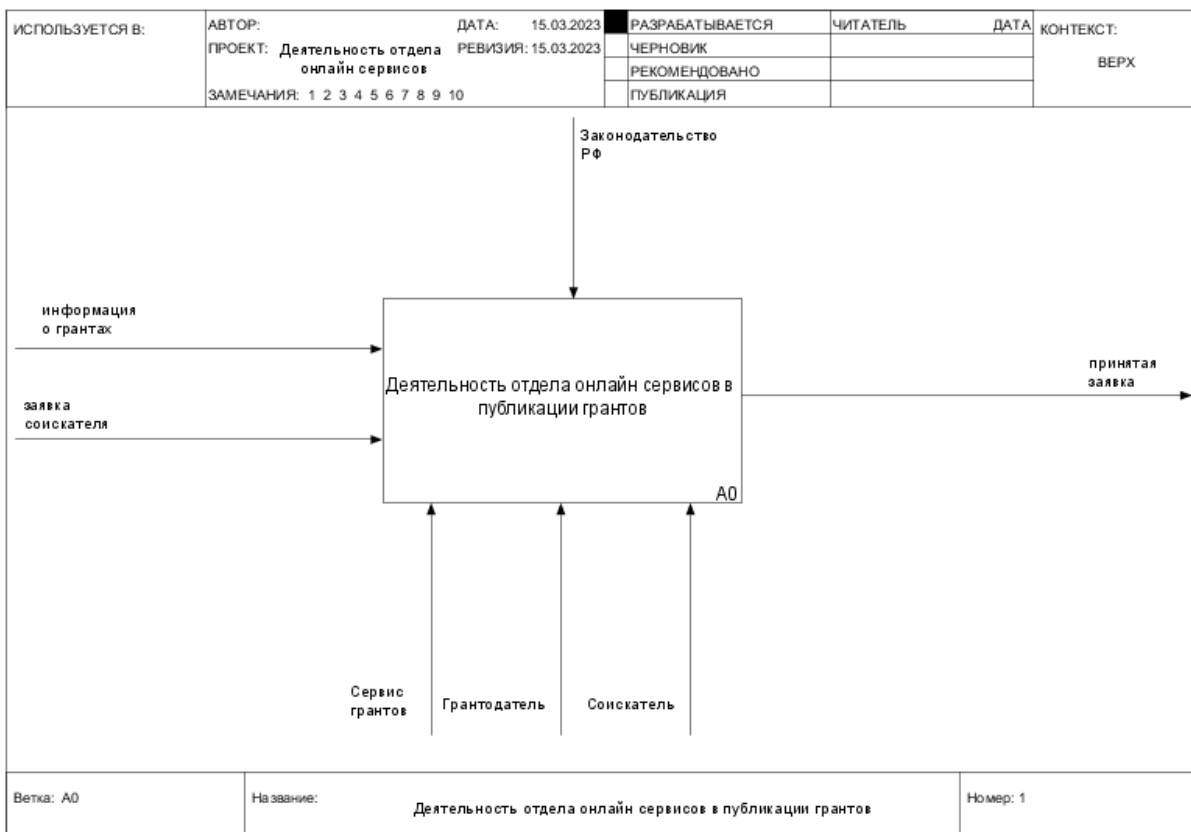 ИСПОЛЬЗУЕТСЯ В:
АВТОР:
ДАТА: 15.03.2023
ПРОЕКТ: Деятельность отдела
онлайн сервисов
РЕВИЗИЯ: 15.03.2023
ЗАМЕЧАНИЯ: 1 2 3 4 5 6 7 8 9 10
РАЗРАБАТЫВАЕТСЯ
ЧЕРНОВИК
РЕКОМЕНДОВАНО
ПУБЛИКАЦИЯ
ЧИТАТЕЛЬ ДАТА
КОНТЕКСТ:
ВЕРХ
Законодательство
РФ
информация
о грантах
заявка
соискателя
Деятельность отдела онлайн сервисов в
публикации грантов
A0
принятая
заявка
Сервис
грантов
Грантодатель
Соискатель
Ветка: A0
Название:
Деятельность отдела онлайн сервисов в публикации грантов
Номер: 1